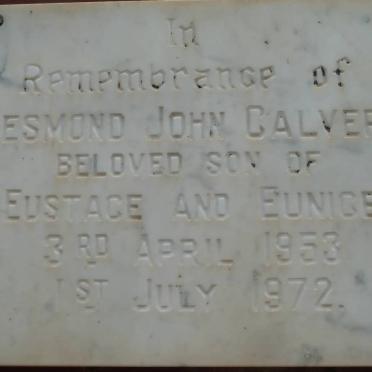 In
Remembrance of
ESMOND JOHN CALVER
BELOVED SON OF
EUSTACE AND EUNICE
3RD APRIL 1953
1ST JULY 1972.